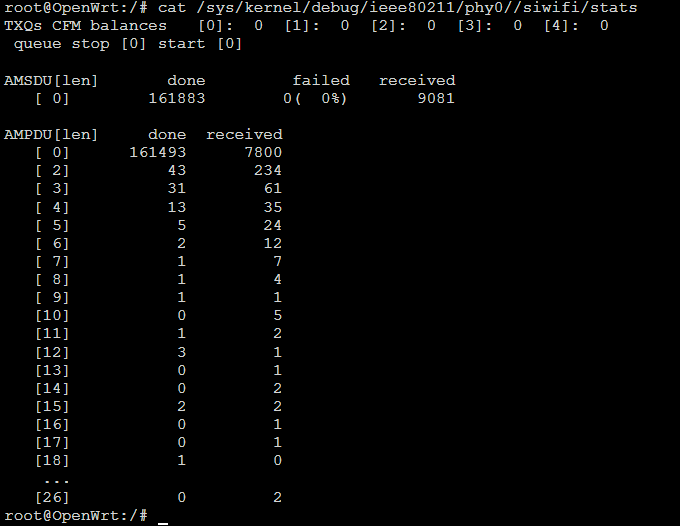 root@OpenWrt:/# cat /sys/kernel/debug/ieee80211/phy0//siwifi/stats
TXQs CFM balances   [0]:  0  [1]:  0  [2]:  0  [3]:  0  [4]:  0
 queue stop [0] start [0]

AMSDU[len]       done         failed   received
   [ 0]        161883        0(  0%)       9081

AMPDU[len]     done  received
   [ 0]      161493      7800
   [ 2]          43       234
   [ 3]          31        61
   [ 4]          13        35
   [ 5]           5        24
   [ 6]           2        12
   [ 7]           1         7
   [ 8]           1         4
   [ 9]           1         1
   [10]           0         5
   [11]           1         2
   [12]           3         1
   [13]           0         1
   [14]           0         2
   [15]           2         2
   [16]           0         1
   [17]           0         1
   [18]           1         0
    ...
   [26]           0         2
root@OpenWrt:/#